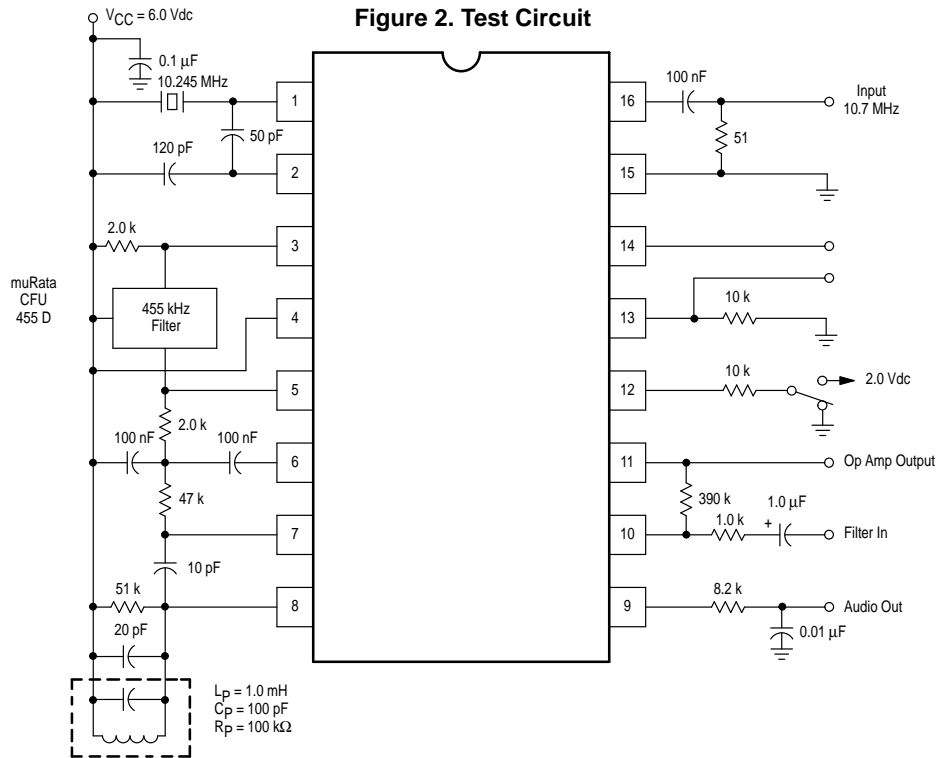 Figure 2. Test Circuit
VCC = 6.0 Vdc
0.1 µF
10.245 MHz
50 pF
120 pF
2.0 k
muRata
CFU
455 D
455 kHz
Filter
2.0 k
100 nF
100 nF
47 k
10 pF
51 k
20 pF
LP = 1.0 mH
CP = 100 pF
RP = 100 kΩ
1
2
3
4
5
6
7
8
16
15
14
13
12
11
10
9
100 nF
Input
10.7 MHz
51
10 k
10 k
2.0 Vdc
Op Amp Output
390 k
1.0 µF
1.0 k
+
Filter In
8.2 k
Audio Out
0.01 µF